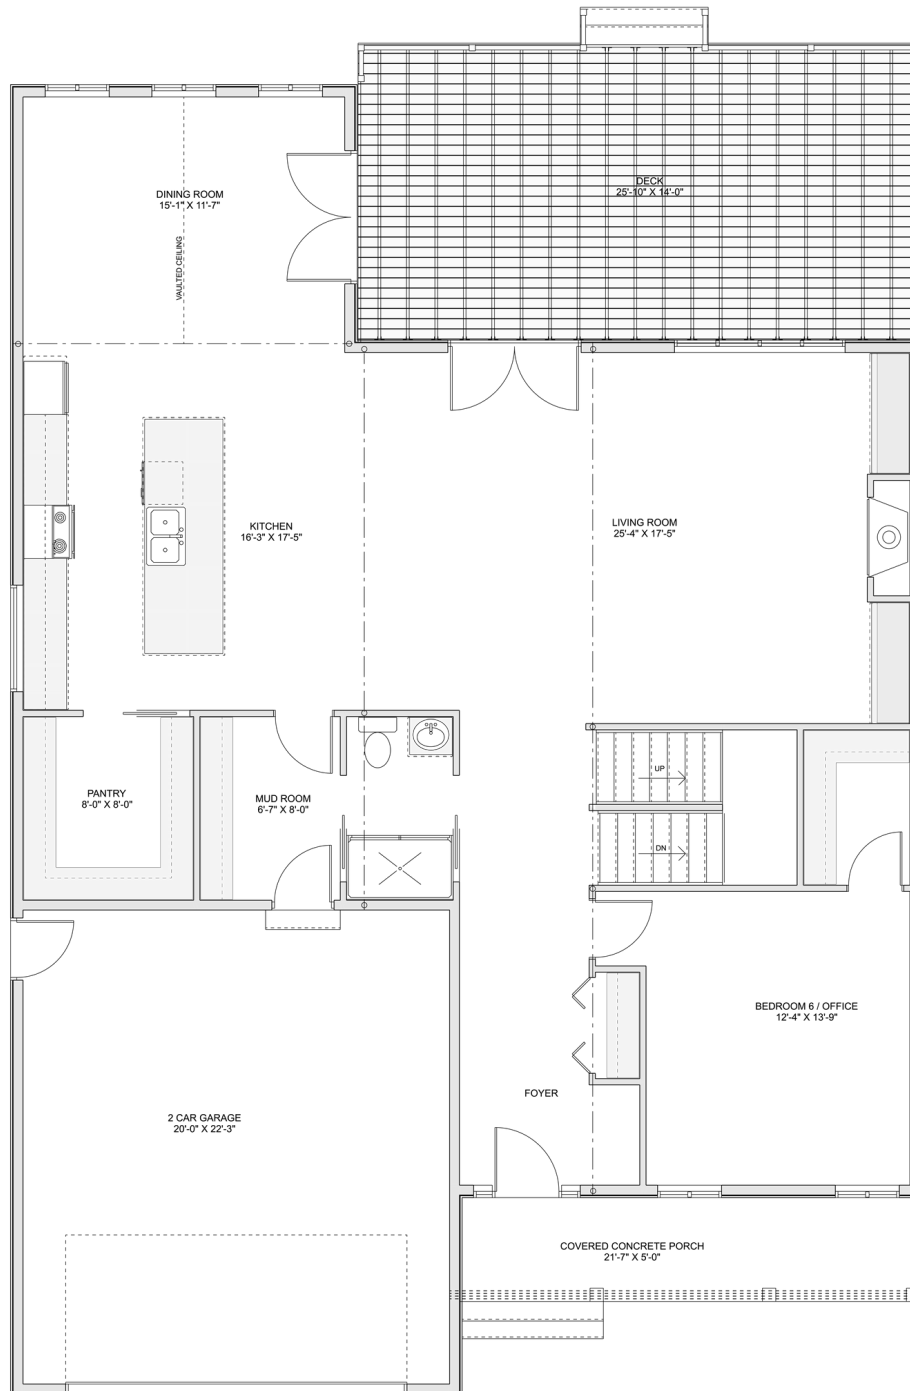 DECK
25'-10" X 14'-0"
DINING ROOM
15'-1" X 11'-7"
VAULTED CEILING
KITCHEN
16'-3" X 17'-5"
LIVING ROOM
25'-4" X 17'-5"
UP
PANTRY
8'-0" X 8'-0"
MUD ROOM
6'-7" X 8'-0"
DN
BEDROOM 6 / OFFICE
12'-4" X 13'-9"
FOYER
2 CAR GARAGE
20'-0" X 22'-3"
COVERED CONCRETE PORCH
21'-7" X 5'-0"